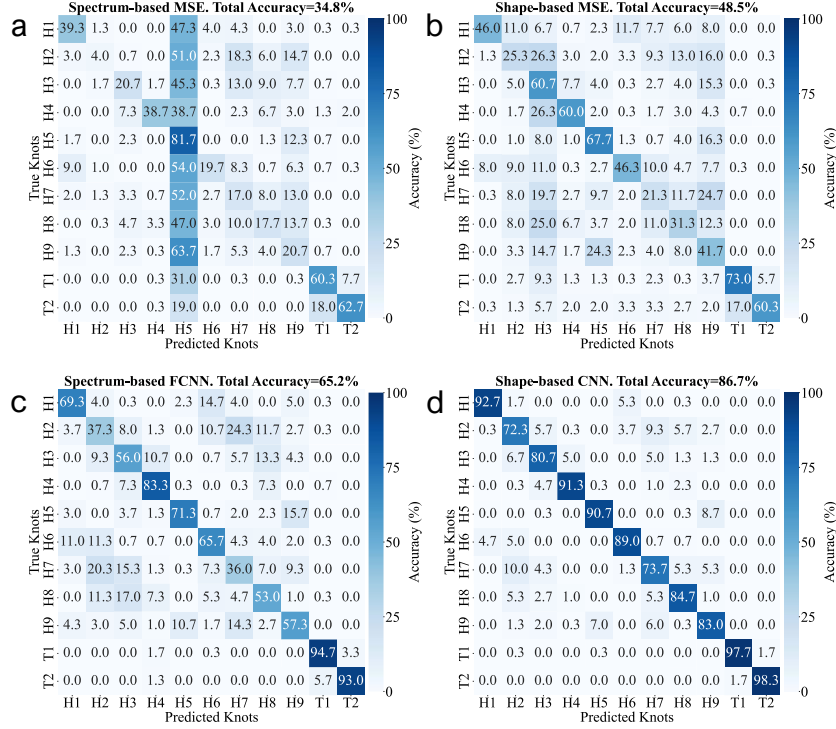 a
Spectrum-based MSE. Total Accuracy=34.8%
H1 39.3 1.3 0.0 0.0 47.3 4.0 4.3 0.0 3.0 0.3 0.3
H2 3.0 4.0 0.7 0.0 51.0 2.3 18.3 6.0 14.7 0.0 0.0
H3 0.0 1.7 20.7 1.7 45.3 0.3 13.0 9.0 7.7 0.3 0.3
H4 0.0 0.0 7.3 38.7 38.7 0.0 2.3 6.7 3.0 1.3 2.0
H5 1.7 0.0 2.3 0.0 81.7 0.0 0.0 1.3 12.3 0.0 0.0
H6 9.0 1.0 0.0 0.0 54.0 19.7 8.3 0.7 6.3 0.7 0.3
H7 2.0 1.3 3.3 0.7 52.0 2.7 17.0 8.0 13.0 0.0 0.0
H8 0.0 0.3 4.7 3.3 47.0 3.0 10.0 17.7 13.7 0.3 0.0
H9 1.3 0.0 2.3 0.3 63.7 1.7 5.3 4.0 20.7 0.7 0.0
T1 0.0 0.0 0.0 0.3 31.0 0.0 0.3 0.0 0.3 60.3 7.7
T2 0.0 0.0 0.0 0.0 19.0 0.0 0.0 0.0 0.3 18.0 62.7
H1 H2 H3 H4 H5 H6 H7 H8 H9 T1 T2
Predicted Knots
True Knots
100
75
50
25
0
Accuracy (%)
b
Shape-based MSE. Total Accuracy=48.5%
H1 46.0 11.0 6.7 0.7 2.3 11.7 7.7 6.0 8.0 0.0 0.0
H2 1.3 25.3 26.3 3.0 2.0 3.3 9.3 13.0 16.0 0.3 0.0
H3 0.0 5.0 60.7 7.7 4.0 0.3 2.7 4.0 15.3 0.0 0.3
H4 0.0 1.7 26.3 60.0 2.0 0.3 1.7 3.0 4.3 0.7 0.0
H5 0.0 1.0 8.0 1.0 67.7 1.3 0.7 4.0 16.3 0.0 0.0
H6 8.0 9.0 11.0 0.3 2.7 46.3 10.0 4.7 7.7 0.3 0.0
H7 0.3 8.0 19.7 2.7 9.7 2.0 21.3 11.7 24.7 0.0 0.0
H8 0.0 8.0 25.0 6.7 3.7 2.0 11.0 31.3 12.3 0.0 0.0
H9 0.0 3.3 14.7 1.7 24.3 2.3 4.0 8.0 41.7 0.0 0.0
T1 0.0 2.7 9.3 1.3 1.3 0.3 2.3 0.3 3.7 73.0 5.7
T2 0.3 1.3 5.7 2.0 2.0 3.3 3.3 2.7 2.0 17.0 60.3
H1 H2 H3 H4 H5 H6 H7 H8 H9 T1 T2
Predicted Knots
True Knots
100
75
50
25
0
Accuracy (%)
c
Spectrum-based FCNN. Total Accuracy=65.2%
H1 69.3 4.0 0.3 0.0 2.3 14.7 4.0 0.0 5.0 0.3 0.0
H2 3.7 37.3 8.0 1.3 0.0 10.7 24.3 11.7 2.7 0.3 0.0
H3 0.0 9.3 56.0 10.7 0.0 0.7 5.7 13.3 4.3 0.0 0.0
H4 0.0 0.7 7.3 83.3 0.3 0.0 0.3 7.3 0.0 0.7 0.0
H5 3.0 0.0 3.7 1.3 71.3 0.7 2.0 2.3 15.7 0.0 0.0
H6 11.0 11.3 0.7 0.7 0.0 65.7 4.3 4.0 2.3 0.0 0.0
H7 3.0 20.3 15.3 1.3 0.3 7.3 36.0 7.0 9.3 0.0 0.0
H8 0.0 11.3 17.0 7.3 0.0 5.3 4.7 53.0 1.0 0.3 0.0
H9 4.3 3.0 5.0 1.0 10.7 1.7 14.3 2.7 57.3 0.0 0.0
T1 0.0 0.0 0.0 1.7 0.0 0.3 0.0 0.0 0.0 94.7 3.3
T2 0.0 0.0 0.0 1.3 0.0 0.0 0.0 0.0 0.0 5.7 93.0
H1 H2 H3 H4 H5 H6 H7 H8 H9 T1 T2
Predicted Knots
True Knots
100
75
50
25
0
Accuracy (%)
d
Shape-based CNN. Total Accuracy=86.7%
H1 92.7 1.7 0.0 0.0 0.0 5.3 0.0 0.0 0.3 0.0 0.0
H2 0.3 72.3 5.7 0.3 0.0 3.7 9.3 5.7 2.7 0.0 0.0
H3 0.0 6.7 80.7 5.0 0.0 0.0 5.0 1.3 1.3 0.0 0.0
H4 0.0 0.3 4.7 91.3 0.0 0.3 1.0 2.3 0.0 0.0 0.0
H5 0.0 0.0 0.3 0.0 90.7 0.0 0.0 0.3 8.7 0.0 0.0
H6 4.7 5.0 0.0 0.0 0.0 89.0 0.7 0.7 0.0 0.0 0.0
H7 0.0 10.0 4.3 0.0 0.0 1.3 73.7 5.3 5.3 0.0 0.0
H8 0.0 5.3 2.7 1.0 0.0 0.0 5.3 84.7 1.0 0.0 0.0
H9 0.0 1.3 2.0 0.3 7.0 0.0 6.0 0.3 83.0 0.0 0.0
T1 0.0 0.3 0.0 0.3 0.0 0.0 0.0 0.0 0.0 97.7 1.7
T2 0.0 0.0 0.0 0.0 0.0 0.0 0.0 0.0 0.0 1.7 98.3
H1 H2 H3 H4 H5 H6 H7 H8 H9 T1 T2
Predicted Knots
True Knots
100
75
50
25
0
Accuracy (%)